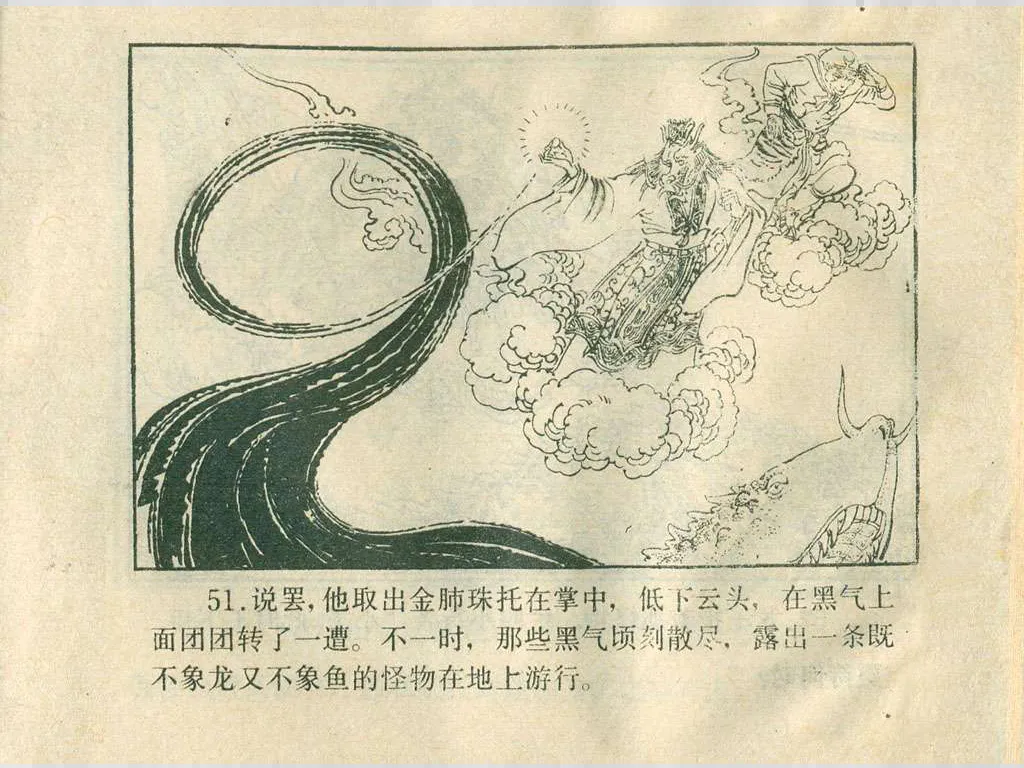 51.说罢,他取出金肺珠托在掌中,低下云头,在黑气上
面团团转了一遭。不一时,那些黑气顷刻散尽,露出一条既
不象龙又不象鱼的怪物在地上游行。